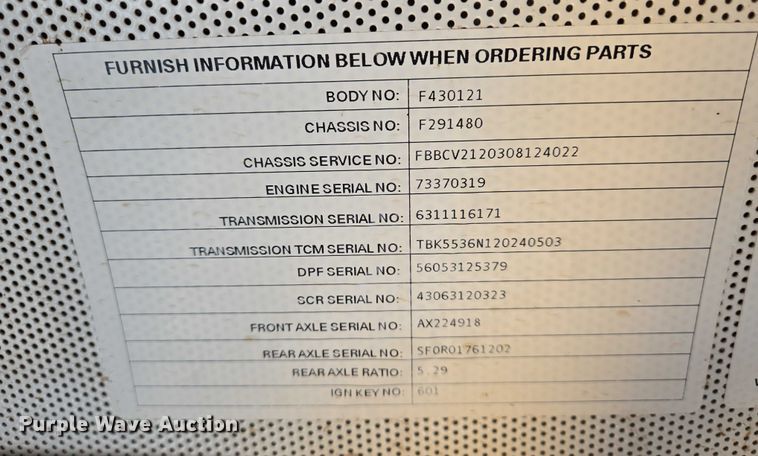 FURNISH INFORMATION BELOW WHEN ORDERING PARTS
BODY NO: F430121
CHASSIS NO: F291480
CHASSIS SERVICE NO: FBBCV2120308124022
ENGINE SERIAL NO: 73370319
TRANSMISSION SERIAL NO: 6311116171
TRANSMISSION TCM SERIAL NO: TBK5536N120240503
DPF SERIAL NO: 56053125379
SCR SERIAL NO: 43063120323
FRONT AXLE SERIAL NO: AX224918
REAR AXLE SERIAL NO: SF0R01761202
REAR AXLE RATIO: 5.29
IGN KEY NO: 601
Purple Wave Auction